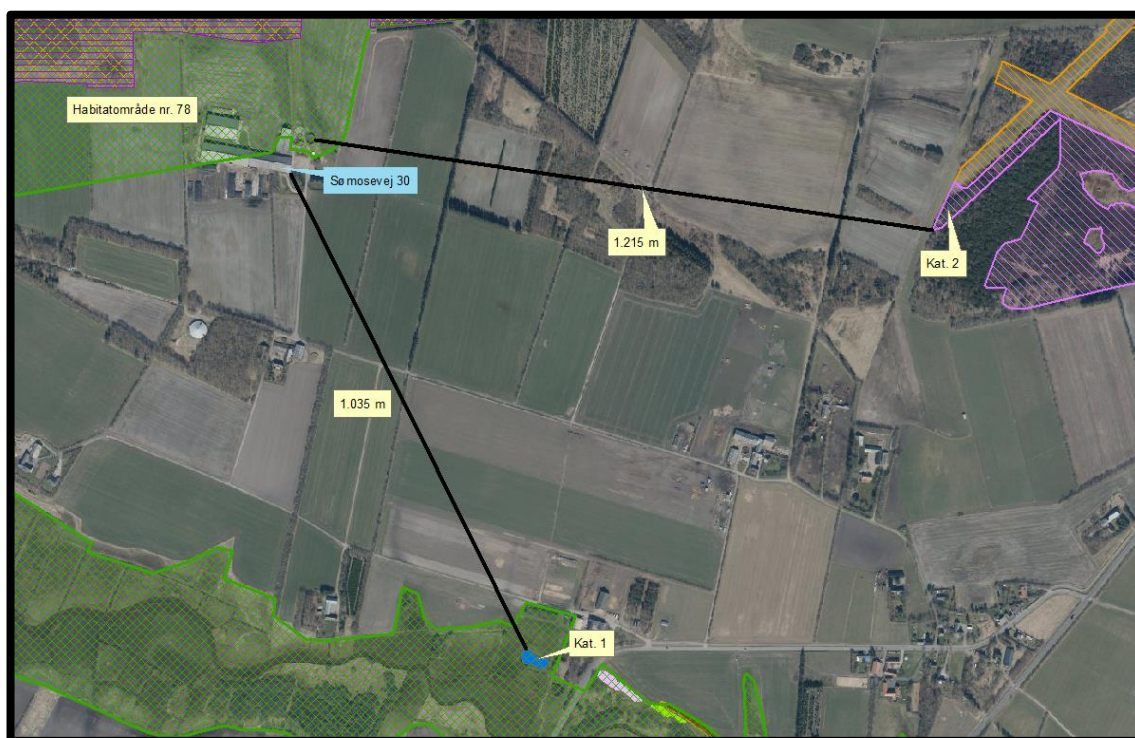 Habitatområde nr. 78
Sømosevej 30
1.215 m
Kat. 2
1.035 m
Kat. 1